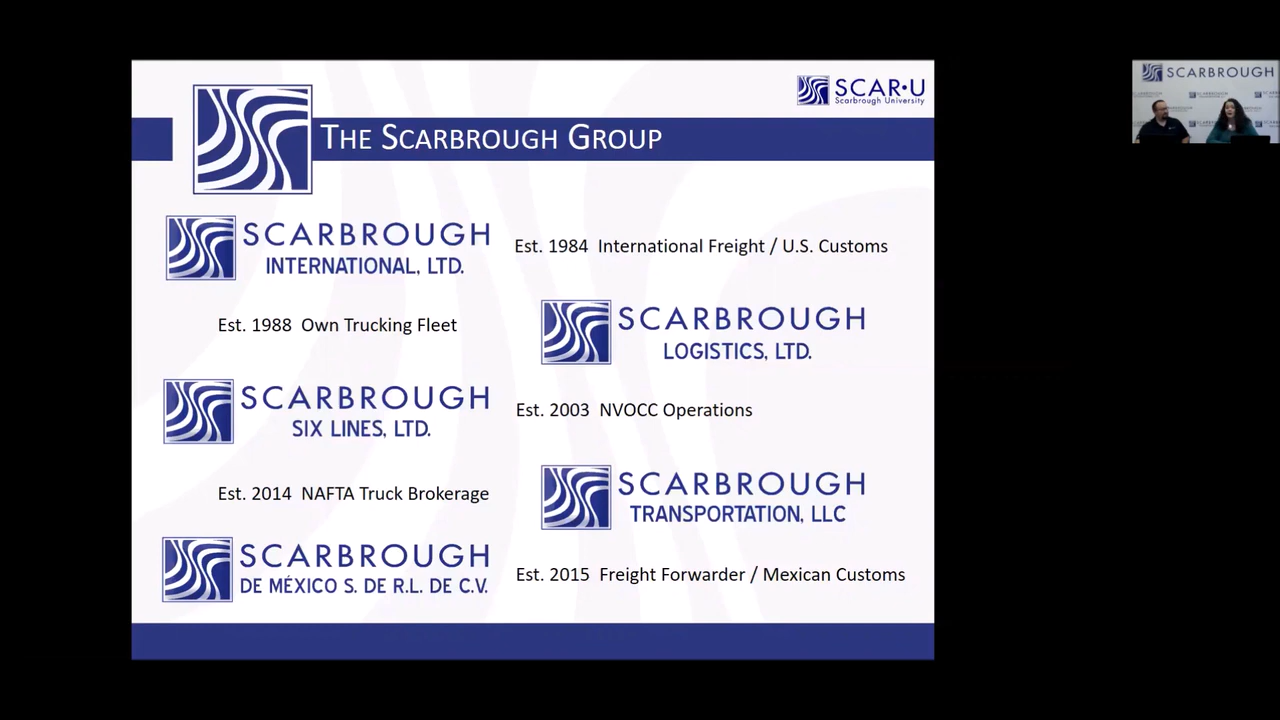 SCAR•U
Scarbrough University
THE SCARBROUGH GROUP
SCARBROUGH
INTERNATIONAL, LTD.
Est. 1984 International Freight / U.S. Customs
Est. 1988 Own Trucking Fleet
SCARBROUGH
LOGISTICS, LTD.
SCARBROUGH
SIX LINES, LTD.
Est. 2003 NVOCC Operations
Est. 2014 NAFTA Truck Brokerage
SCARBROUGH
TRANSPORTATION, LLC
SCARBROUGH
DE MÉXICO S. DE R.L. DE C.V.
Est. 2015 Freight Forwarder / Mexican Customs
SCARBROUGH